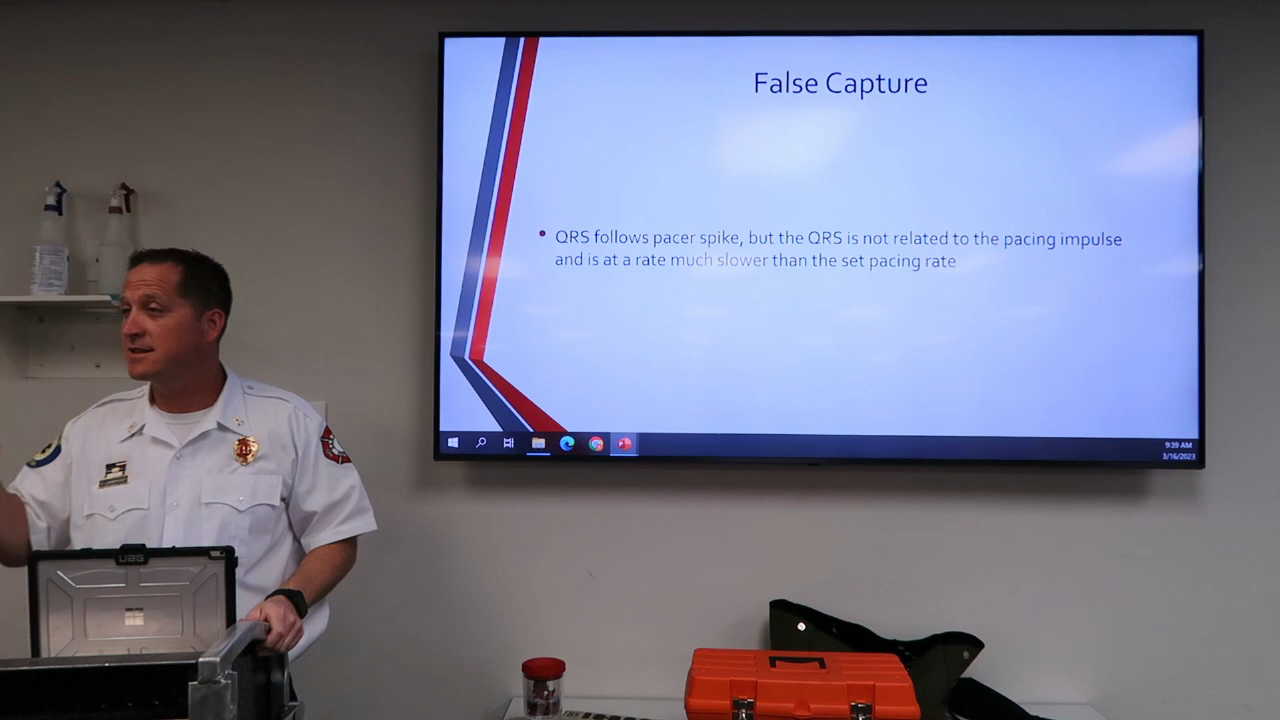 False Capture
QRS follows pacer spike, but the QRS is not related to the pacing impulse
and is at a rate much slower than the set pacing rate
9:39 AM
3/16/2023
UAG